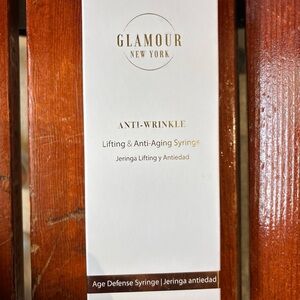 GLAMOUR
NEW YORK
ANTI-WRINKLE
Lifting & Anti-Aging Syringe
Jeringa Lifting y Antiedad
Age Defense Syringe | Jeringa antiedad